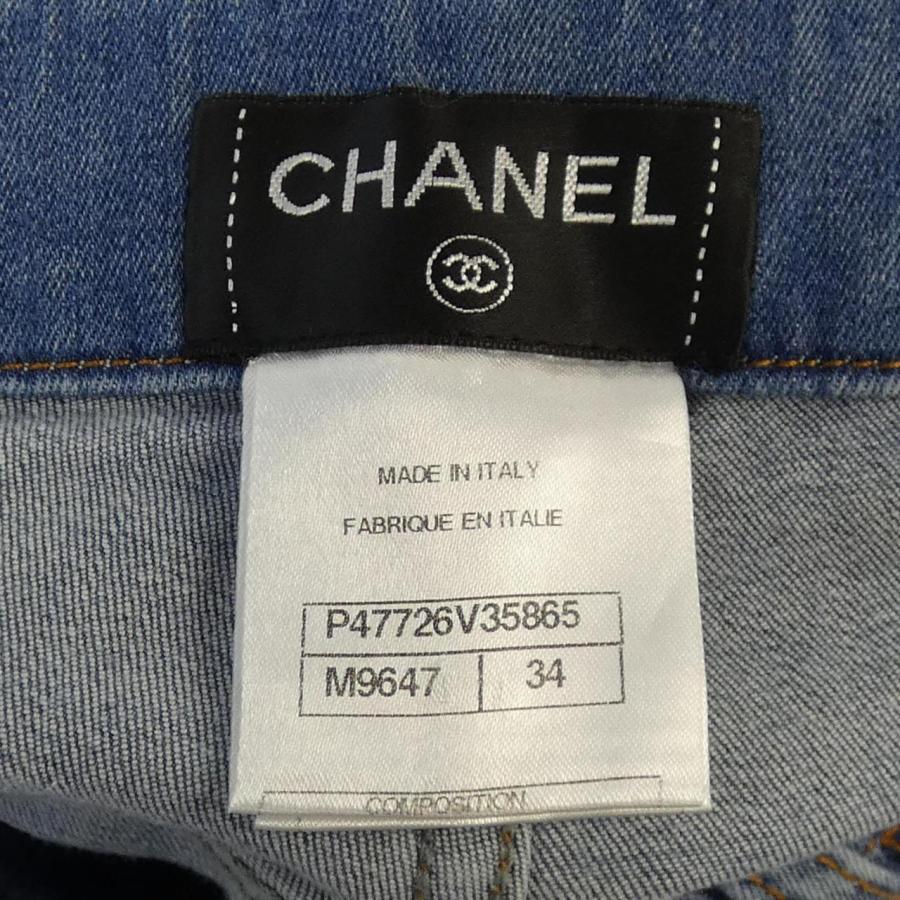 CHANEL
MADE IN ITALY
FABRIQUE EN ITALIE
P47726V35865
M9647 34
COMPOSITION